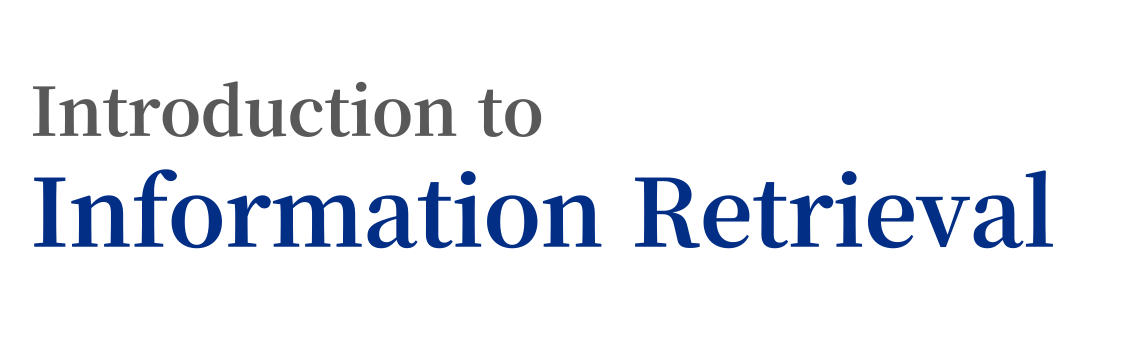 Introduction to
Information Retrieval